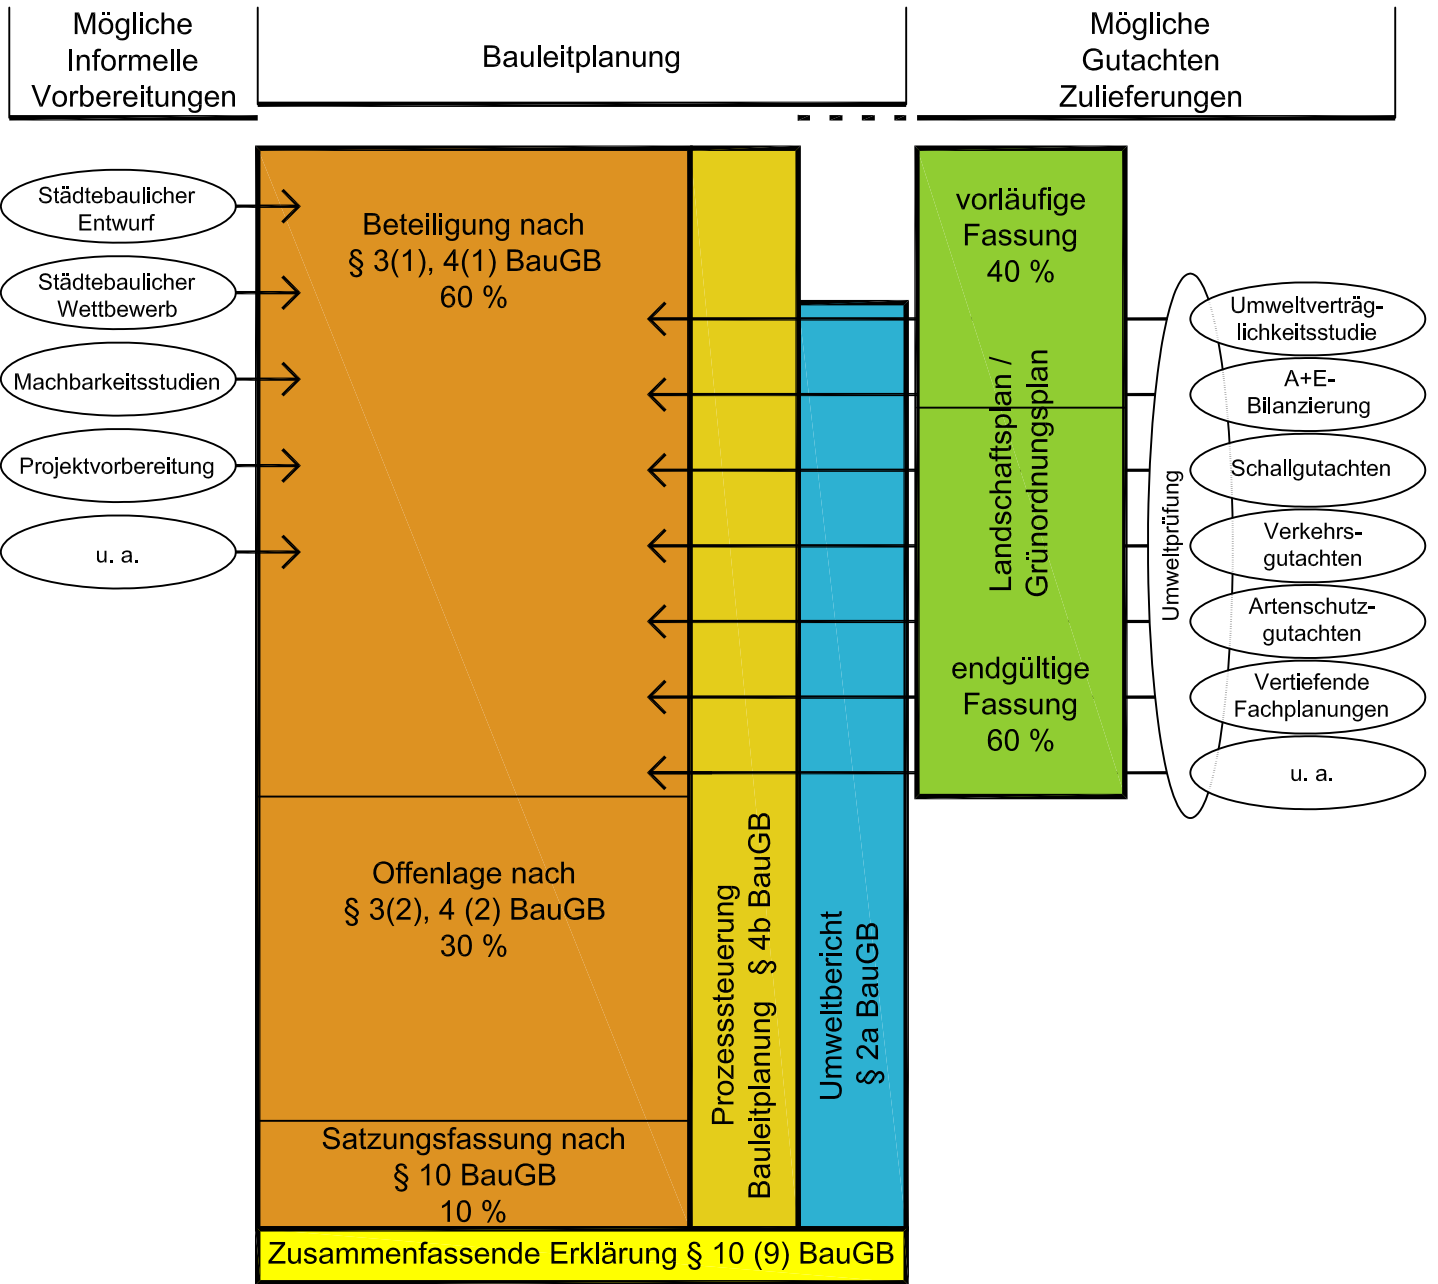 Mögliche
Informelle
Vorbereitungen
Bauleitplanung
Mögliche
Gutachten
Zulieferungen
Städtebaulicher
Entwurf
Städtebaulicher
Wettbewerb
Machbarkeitsstudien
Projektvorbereitung
u. a.
Beteiligung nach
§ 3(1), 4(1) BauGB
60 %
Offenlage nach
§ 3(2), 4 (2) BauGB
30 %
Satzungsfassung nach
§ 10 BauGB
10 %
Prozesssteuerung
Bauleitplanung § 4b BauGB
Umweltbericht
§ 2a BauGB
Zusammenfassende Erklärung § 10 (9) BauGB
vorläufige
Fassung
40 %
Landschaftsplan /
Grünordnungsplan
endgültige
Fassung
60 %
Umweltprüfung
Umweltverträg-
lichkeitsstudie
A+E-
Bilanzierung
Schallgutachten
Verkehrs-
gutachten
Artenschutz-
gutachten
Vertiefende
Fachplanungen
u. a.